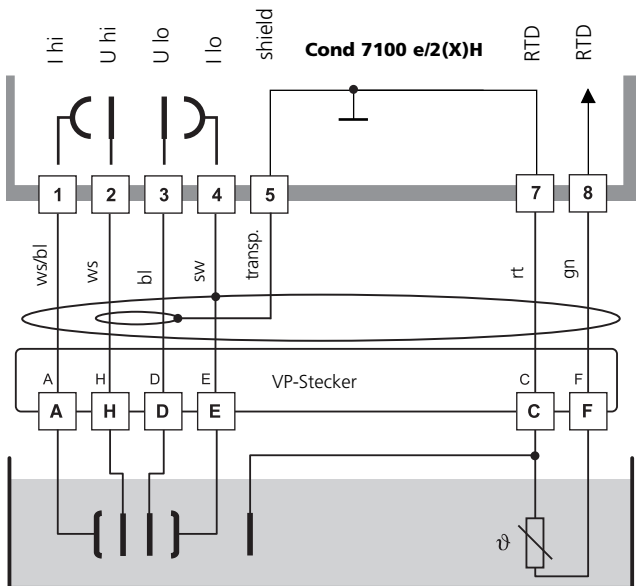 I hi
U hi
U lo
I lo
shield
Cond 7100 e/2(X)H
RTD
RTD
1 2 3 4 5 7 8
ws/bl
ws
bl
sw
transp.
rt
gn
A H D E VP-Stecker C F
A H D E C F
ϑ